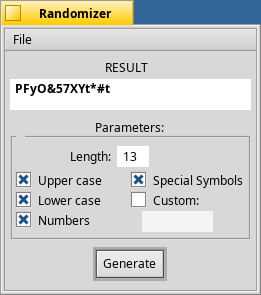 Randomizer
File
RESULT
PFyO&57XYt*#t
Parameters:
Length: 13
Upper case Special Symbols
Lower case Custom:
Numbers
Generate